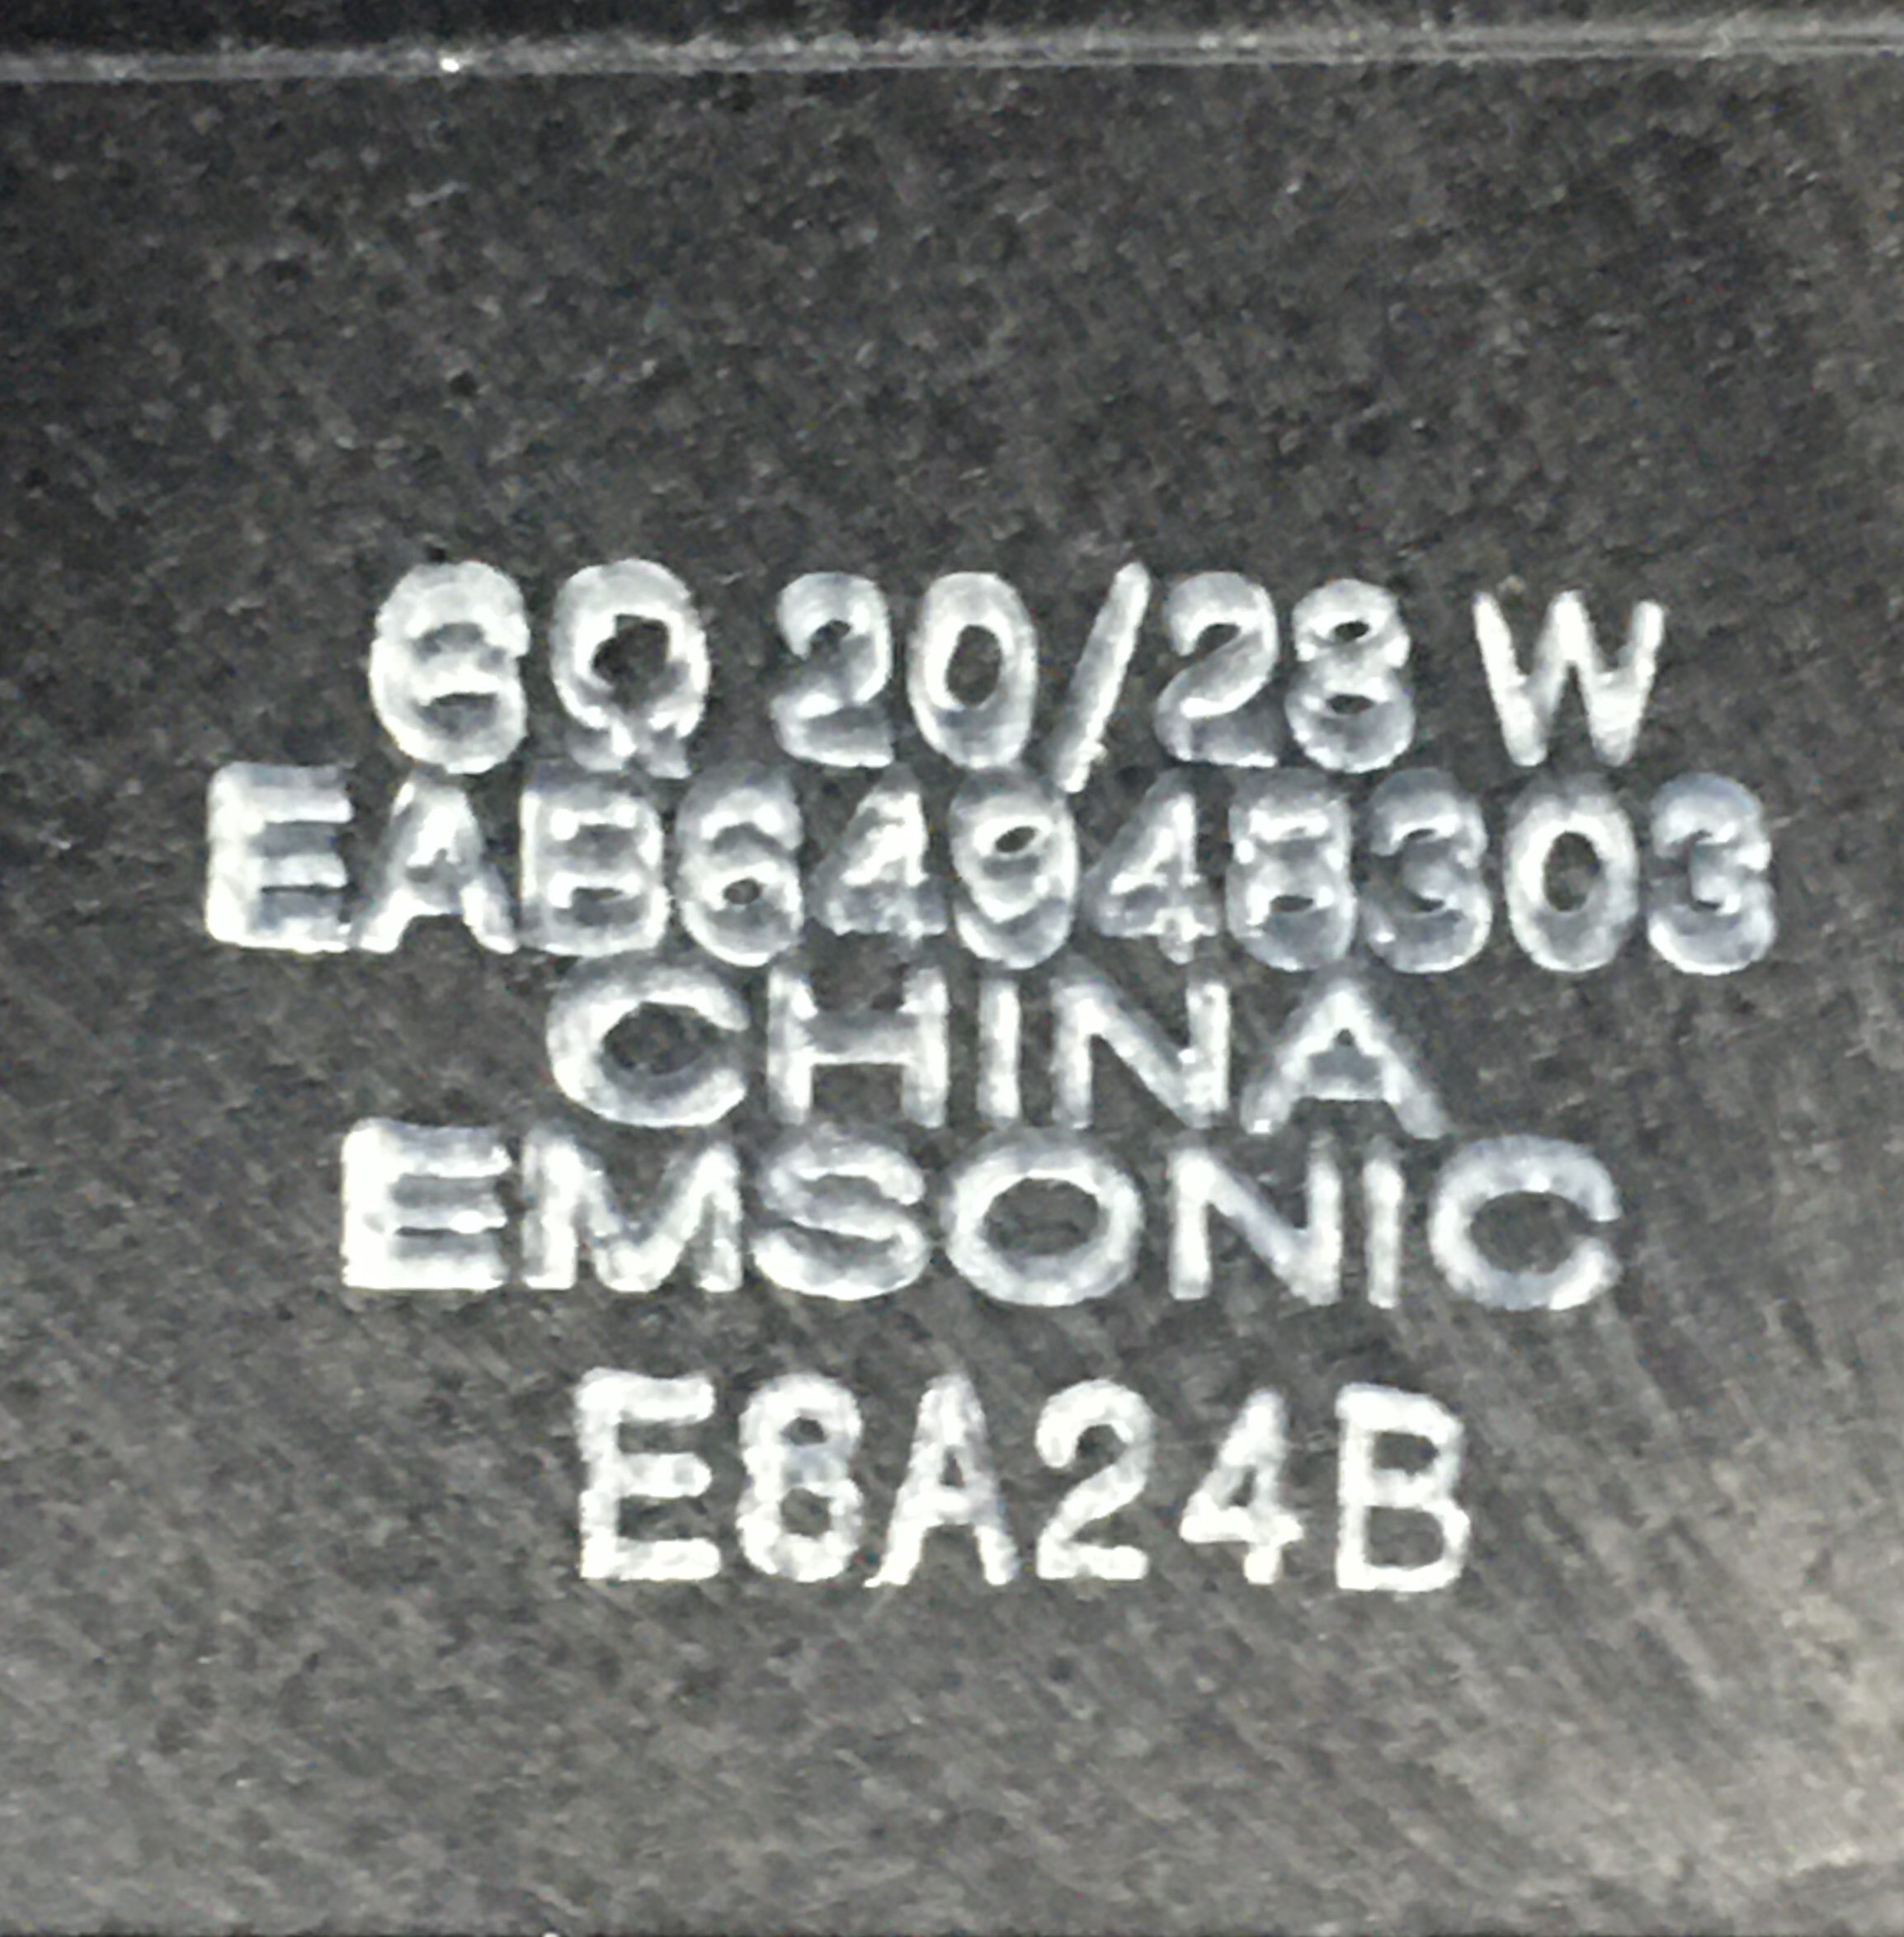 6Ω 20/28 W
EAB64948303
CHINA
EMSONIC
E8A24B